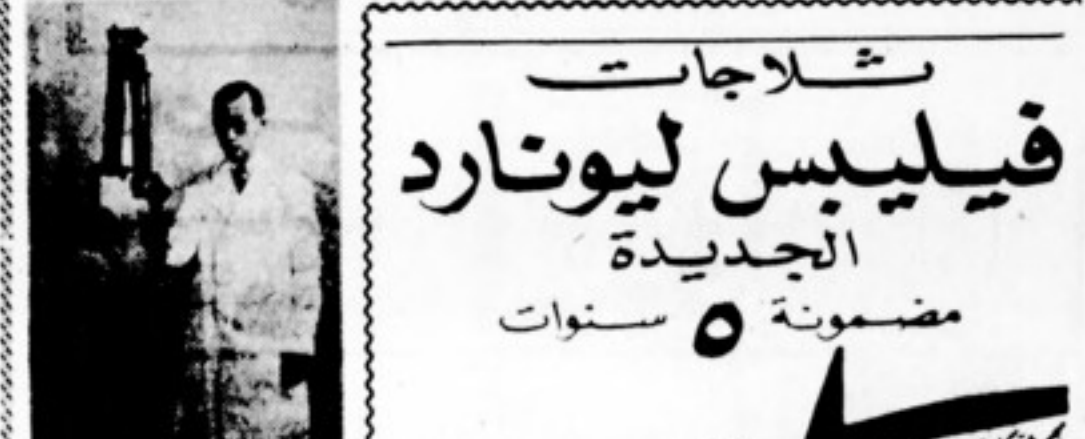 ثلاجات
فيليبس ليونارد
الجديدة
مضمونة ٥ سنوات